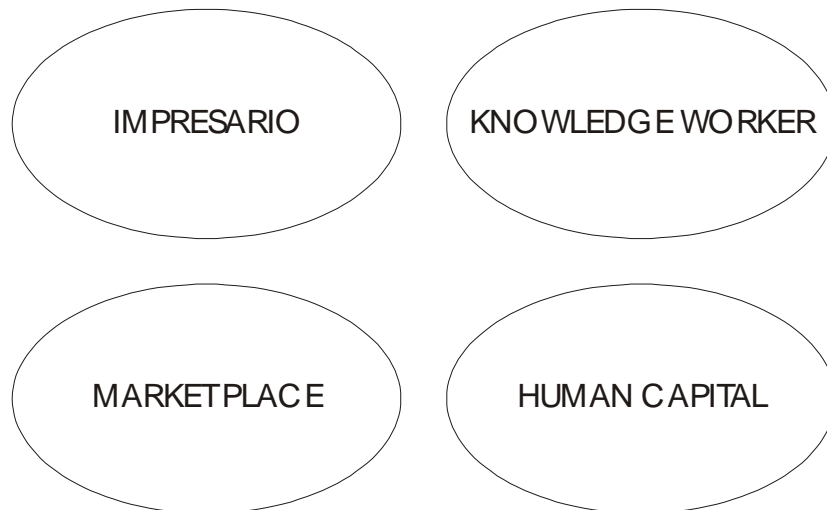 IMPRESARIO
KNOWLEDGE WORKER
MARKETPLACE
HUMAN CAPITAL